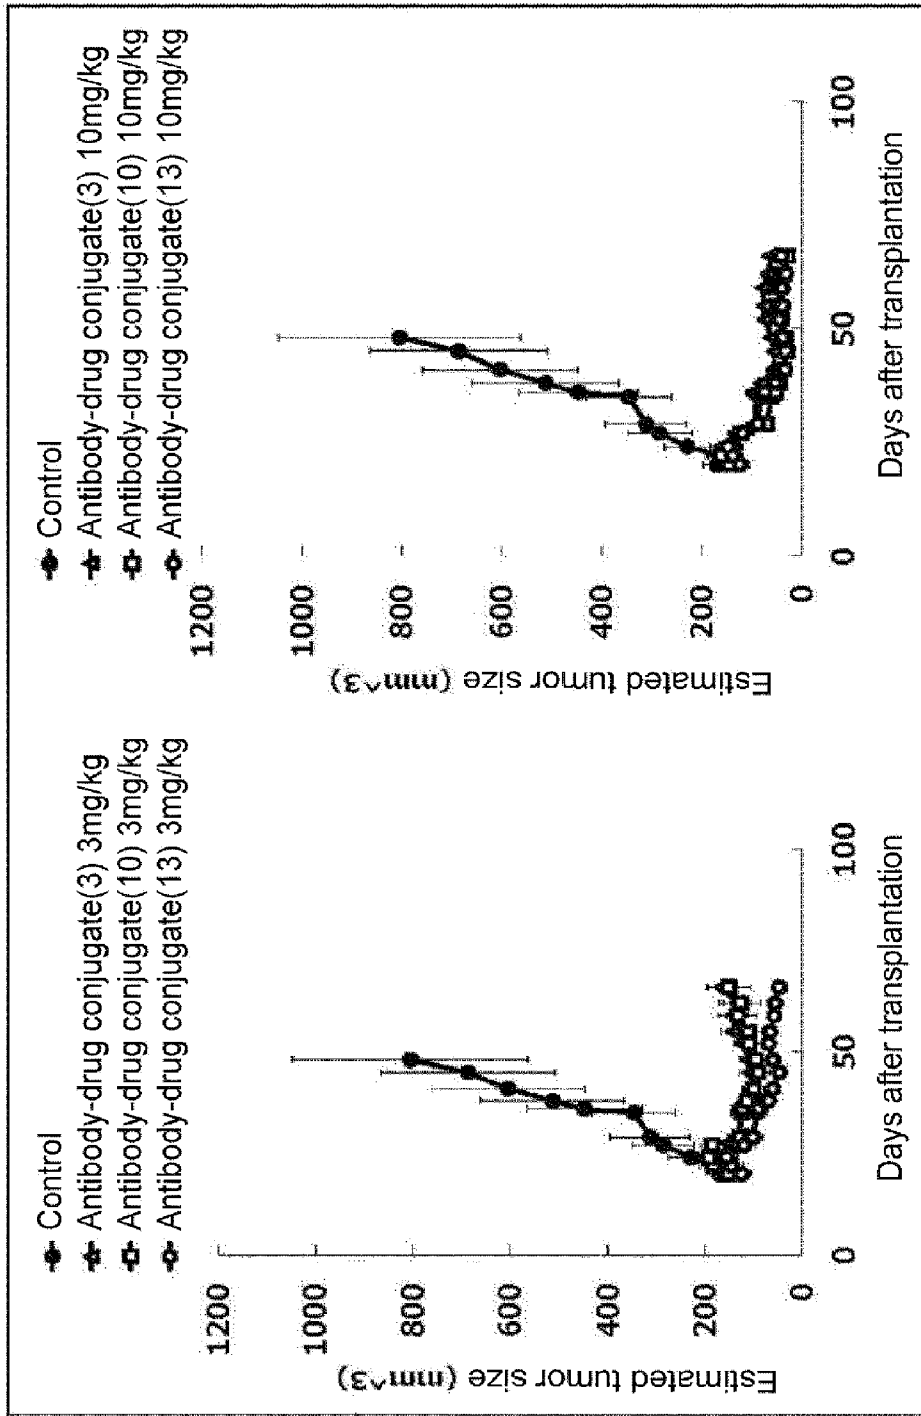 Control
Antibody-drug conjugate(3) 3mg/kg
Antibody-drug conjugate(10) 3mg/kg
Antibody-drug conjugate(13) 3mg/kg
Estimated tumor size (mm^3)
1200
1000
800
600
400
200
0
0
50
100
Days after transplantation
Control
Antibody-drug conjugate(3) 10mg/kg
Antibody-drug conjugate(10) 10mg/kg
Antibody-drug conjugate(13) 10mg/kg
Estimated tumor size (mm^3)
1200
1000
800
600
400
200
0
0
50
100
Days after transplantation